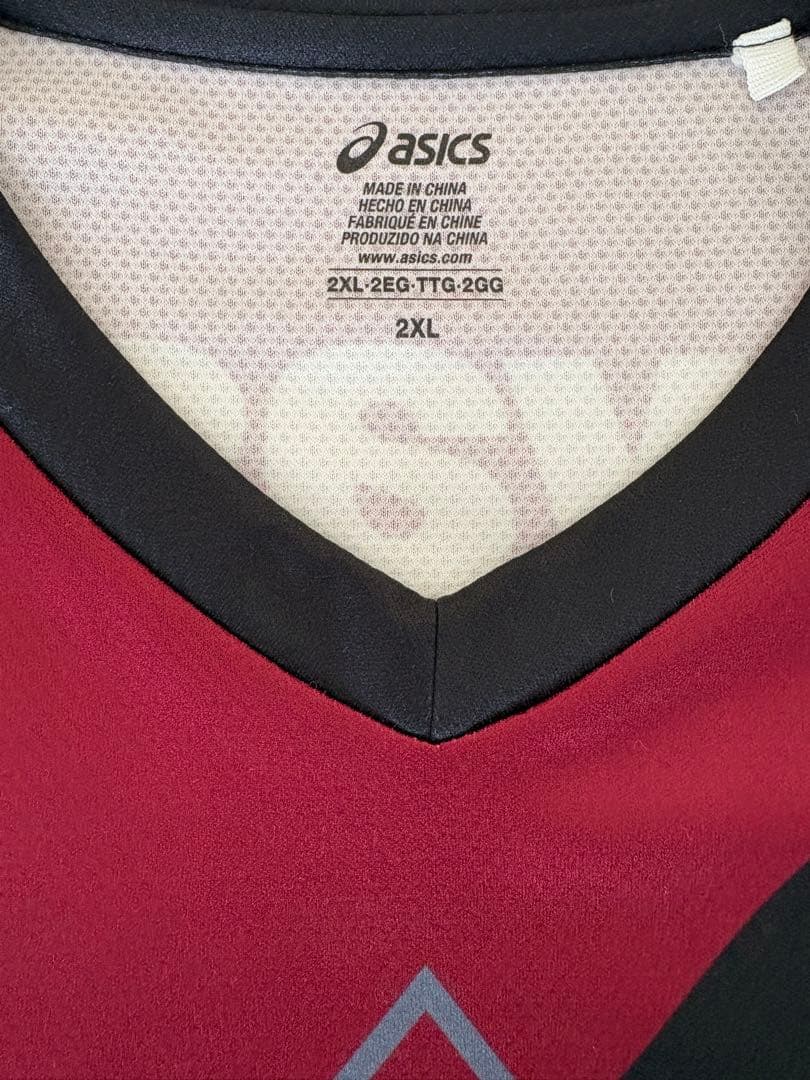 asics
MADE IN CHINA
HECHO EN CHINA
FABRIQUÉ EN CHINE
PRODUZIDO NA CHINA
www.asics.com
2XL·2EG·TTG·2GG
2XL